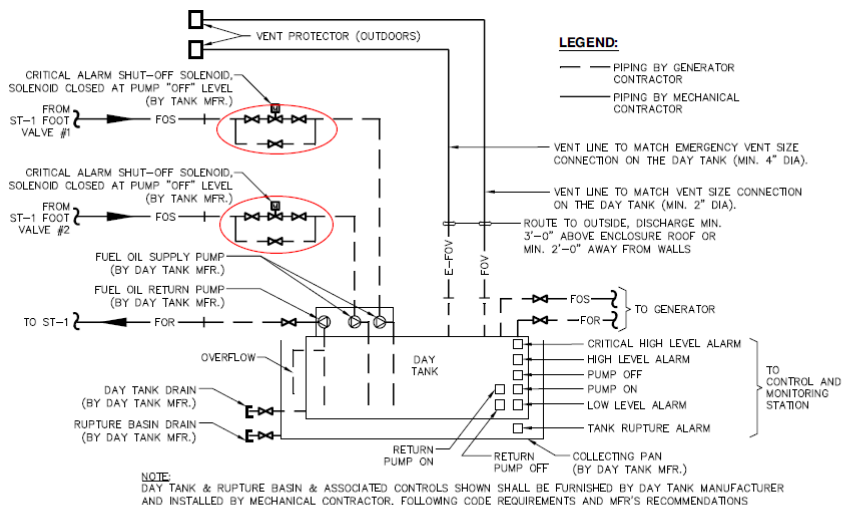 VENT PROTECTOR (OUTDOORS)
LEGEND:
PIPING BY GENERATOR
CONTRACTOR
PIPING BY MECHANICAL
CONTRACTOR
CRITICAL ALARM SHUT-OFF SOLENOID,
SOLENOID CLOSED AT PUMP "OFF" LEVEL
(BY TANK MFR.)
FROM
ST-1 FOOT
VALVE #1
FOS
VENT LINE TO MATCH EMERGENCY VENT SIZE
CONNECTION ON THE DAY TANK (MIN. 4" DIA).
CRITICAL ALARM SHUT-OFF SOLENOID,
SOLENOID CLOSED AT PUMP "OFF" LEVEL
(BY TANK MFR.)
VENT LINE TO MATCH VENT SIZE CONNECTION
ON THE DAY TANK (MIN. 2" DIA).
FROM
ST-1 FOOT
VALVE #2
FOS
ROUTE TO OUTSIDE, DISCHARGE MIN.
3'-0" ABOVE ENCLOSURE ROOF OR
MIN. 2'-0" AWAY FROM WALLS
E-FOV
FOV
FUEL OIL SUPPLY PUMP
(BY DAY TANK MFR.)
FUEL OIL RETURN PUMP
(BY DAY TANK MFR.)
TO ST-1
FOR
FOS
FOR
TO GENERATOR
OVERFLOW
DAY
TANK
CRITICAL HIGH LEVEL ALARM
HIGH LEVEL ALARM
PUMP OFF
PUMP ON
LOW LEVEL ALARM
TANK RUPTURE ALARM
TO
CONTROL AND
MONITORING
STATION
DAY TANK DRAIN
(BY DAY TANK MFR.)
RUPTURE BASIN DRAIN
(BY DAY TANK MFR.)
RETURN
PUMP ON
RETURN
PUMP OFF
COLLECTING PAN
(BY DAY TANK MFR.)
NOTE:
DAY TANK & RUPTURE BASIN & ASSOCIATED CONTROLS SHOWN SHALL BE FURNISHED BY DAY TANK MANUFACTURER
AND INSTALLED BY MECHANICAL CONTRACTOR. FOLLOWING CODE REQUIREMENTS AND MFR'S RECOMMENDATIONS